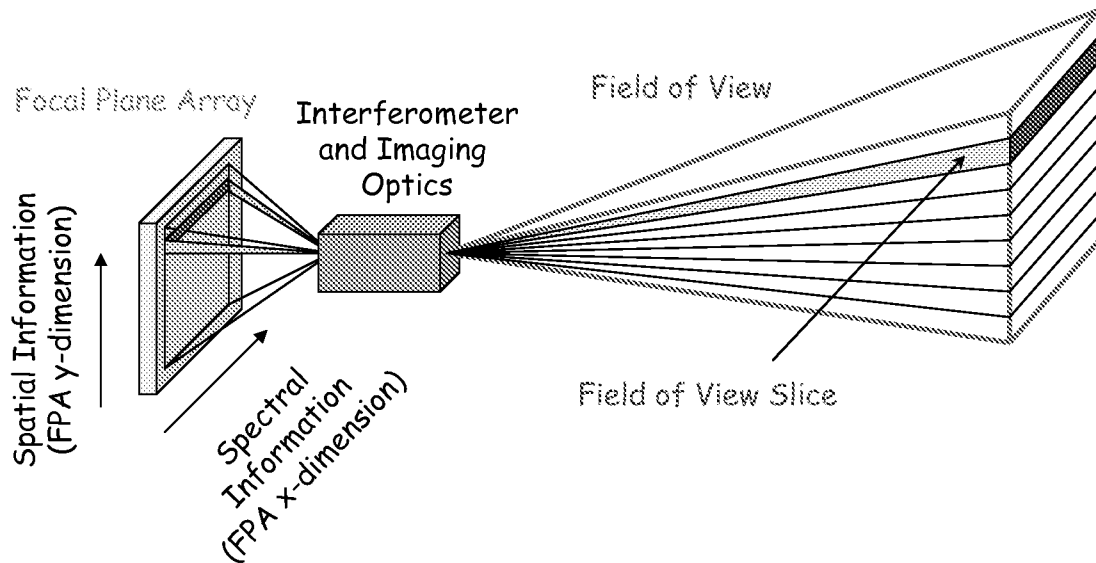 Focal Plane Array
Interferometer
and Imaging
Optics
Field of View
Field of View Slice
Spatial Information
(FPA y-dimension)
Spectral
Information
(FPA x-dimension)